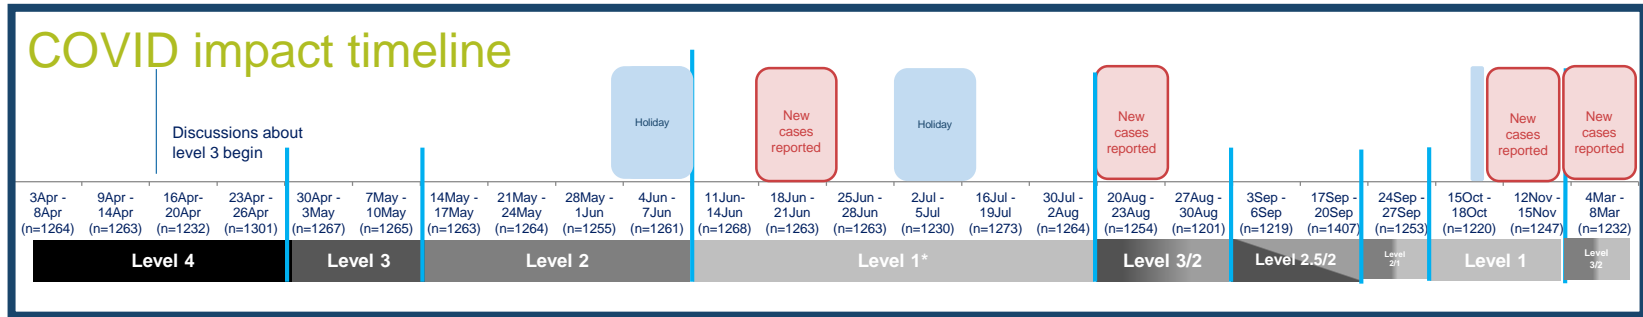 COVID impact timeline
Discussions about
level 3 begin
Holiday
New
cases
reported
Holiday
New
cases
reported
New
cases
reported
New
cases
reported
3Apr -
8Apr
(n=1264)
9Apr -
14Apr
(n=1263)
16Apr-
20Apr
(n=1232)
23Apr -
26Apr
(n=1301)
30Apr -
3May
(n=1267)
7May -
10May
(n=1265)
14May -
17May
(n=1263)
21May -
24May
(n=1264)
28May -
1Jun
(n=1255)
4Jun -
7Jun
(n=1261)
11Jun-
14Jun
(n=1268)
18Jun -
21Jun
(n=1263)
25Jun -
28Jun
(n=1263)
2Jul -
5Jul
(n=1230)
16Jul -
19Jul
(n=1273)
30Jul -
2Aug
(n=1264)
20Aug -
23Aug
(n=1254)
27Aug -
30Aug
(n=1201)
3Sep -
6Sep
(n=1219)
17Sep -
20Sep
(n=1407)
24Sep -
27Sep
(n=1253)
15Oct -
18Oct
(n=1220)
12Nov -
15Nov
(n=1247)
4Mar -
8Mar
(n=1232)
Level 4
Level 3
Level 2
Level 1*
Level 3/2
Level 2.5/2
Level
2/1
Level 1
Level
3/2